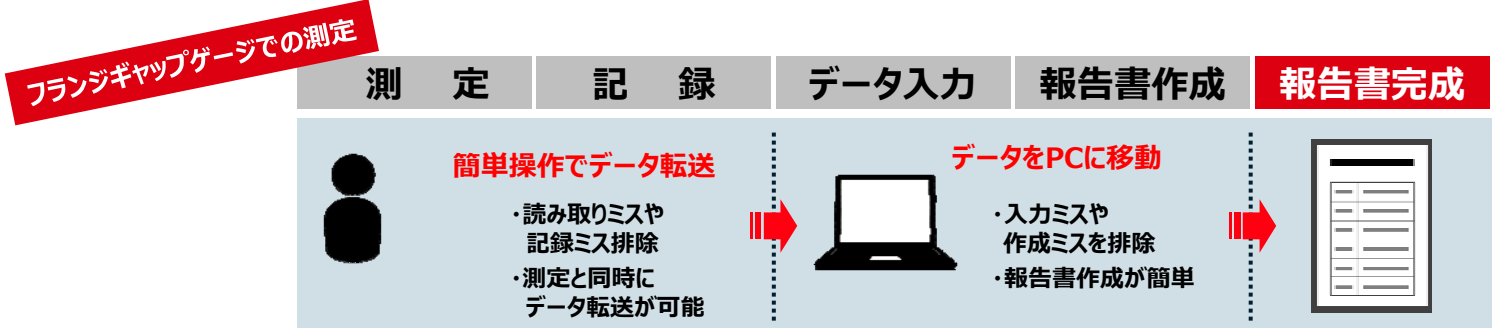 フランジギャップゲージでの測定
測 定
記 録
データ入力
報告書作成
報告書完成
簡単操作でデータ転送
・読み取りミスや
記録ミス排除
・測定と同時に
データ転送が可能
データをPCに移動
・入力ミスや
作成ミスを排除
・報告書作成が簡単